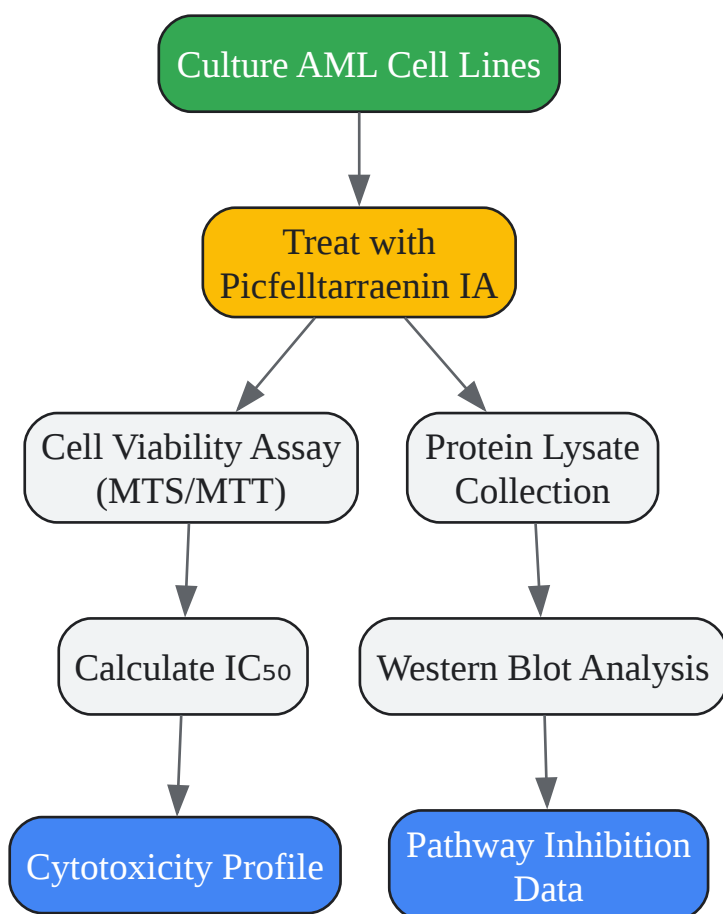 Culture AML Cell Lines
Treat with
Picfelltarraenin IA
Cell Viability Assay
(MTS/MTT)
Protein Lysate
Collection
Calculate IC₅₀
Western Blot Analysis
Cytotoxicity Profile
Pathway Inhibition
Data